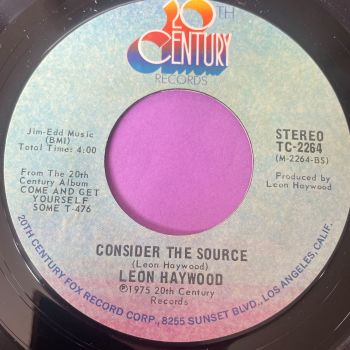 20TH
CENTURY
RECORDS
Jim-Edd Music
(BMI)
Total Time: 4:00
From The 20th
Century Album
COME AND GET
YOURSELF
SOME T-476
STEREO
TC-2264
(M-2264-BS)
Produced by
Leon Haywood
CONSIDER THE SOURCE
(Leon Haywood)
LEON HAYWOOD
Ⓟ1975 20th Century
Records
20TH CENTURY FOX RECORD CORP., 8255 SUNSET BLVD., LOS ANGELES, CALIF.